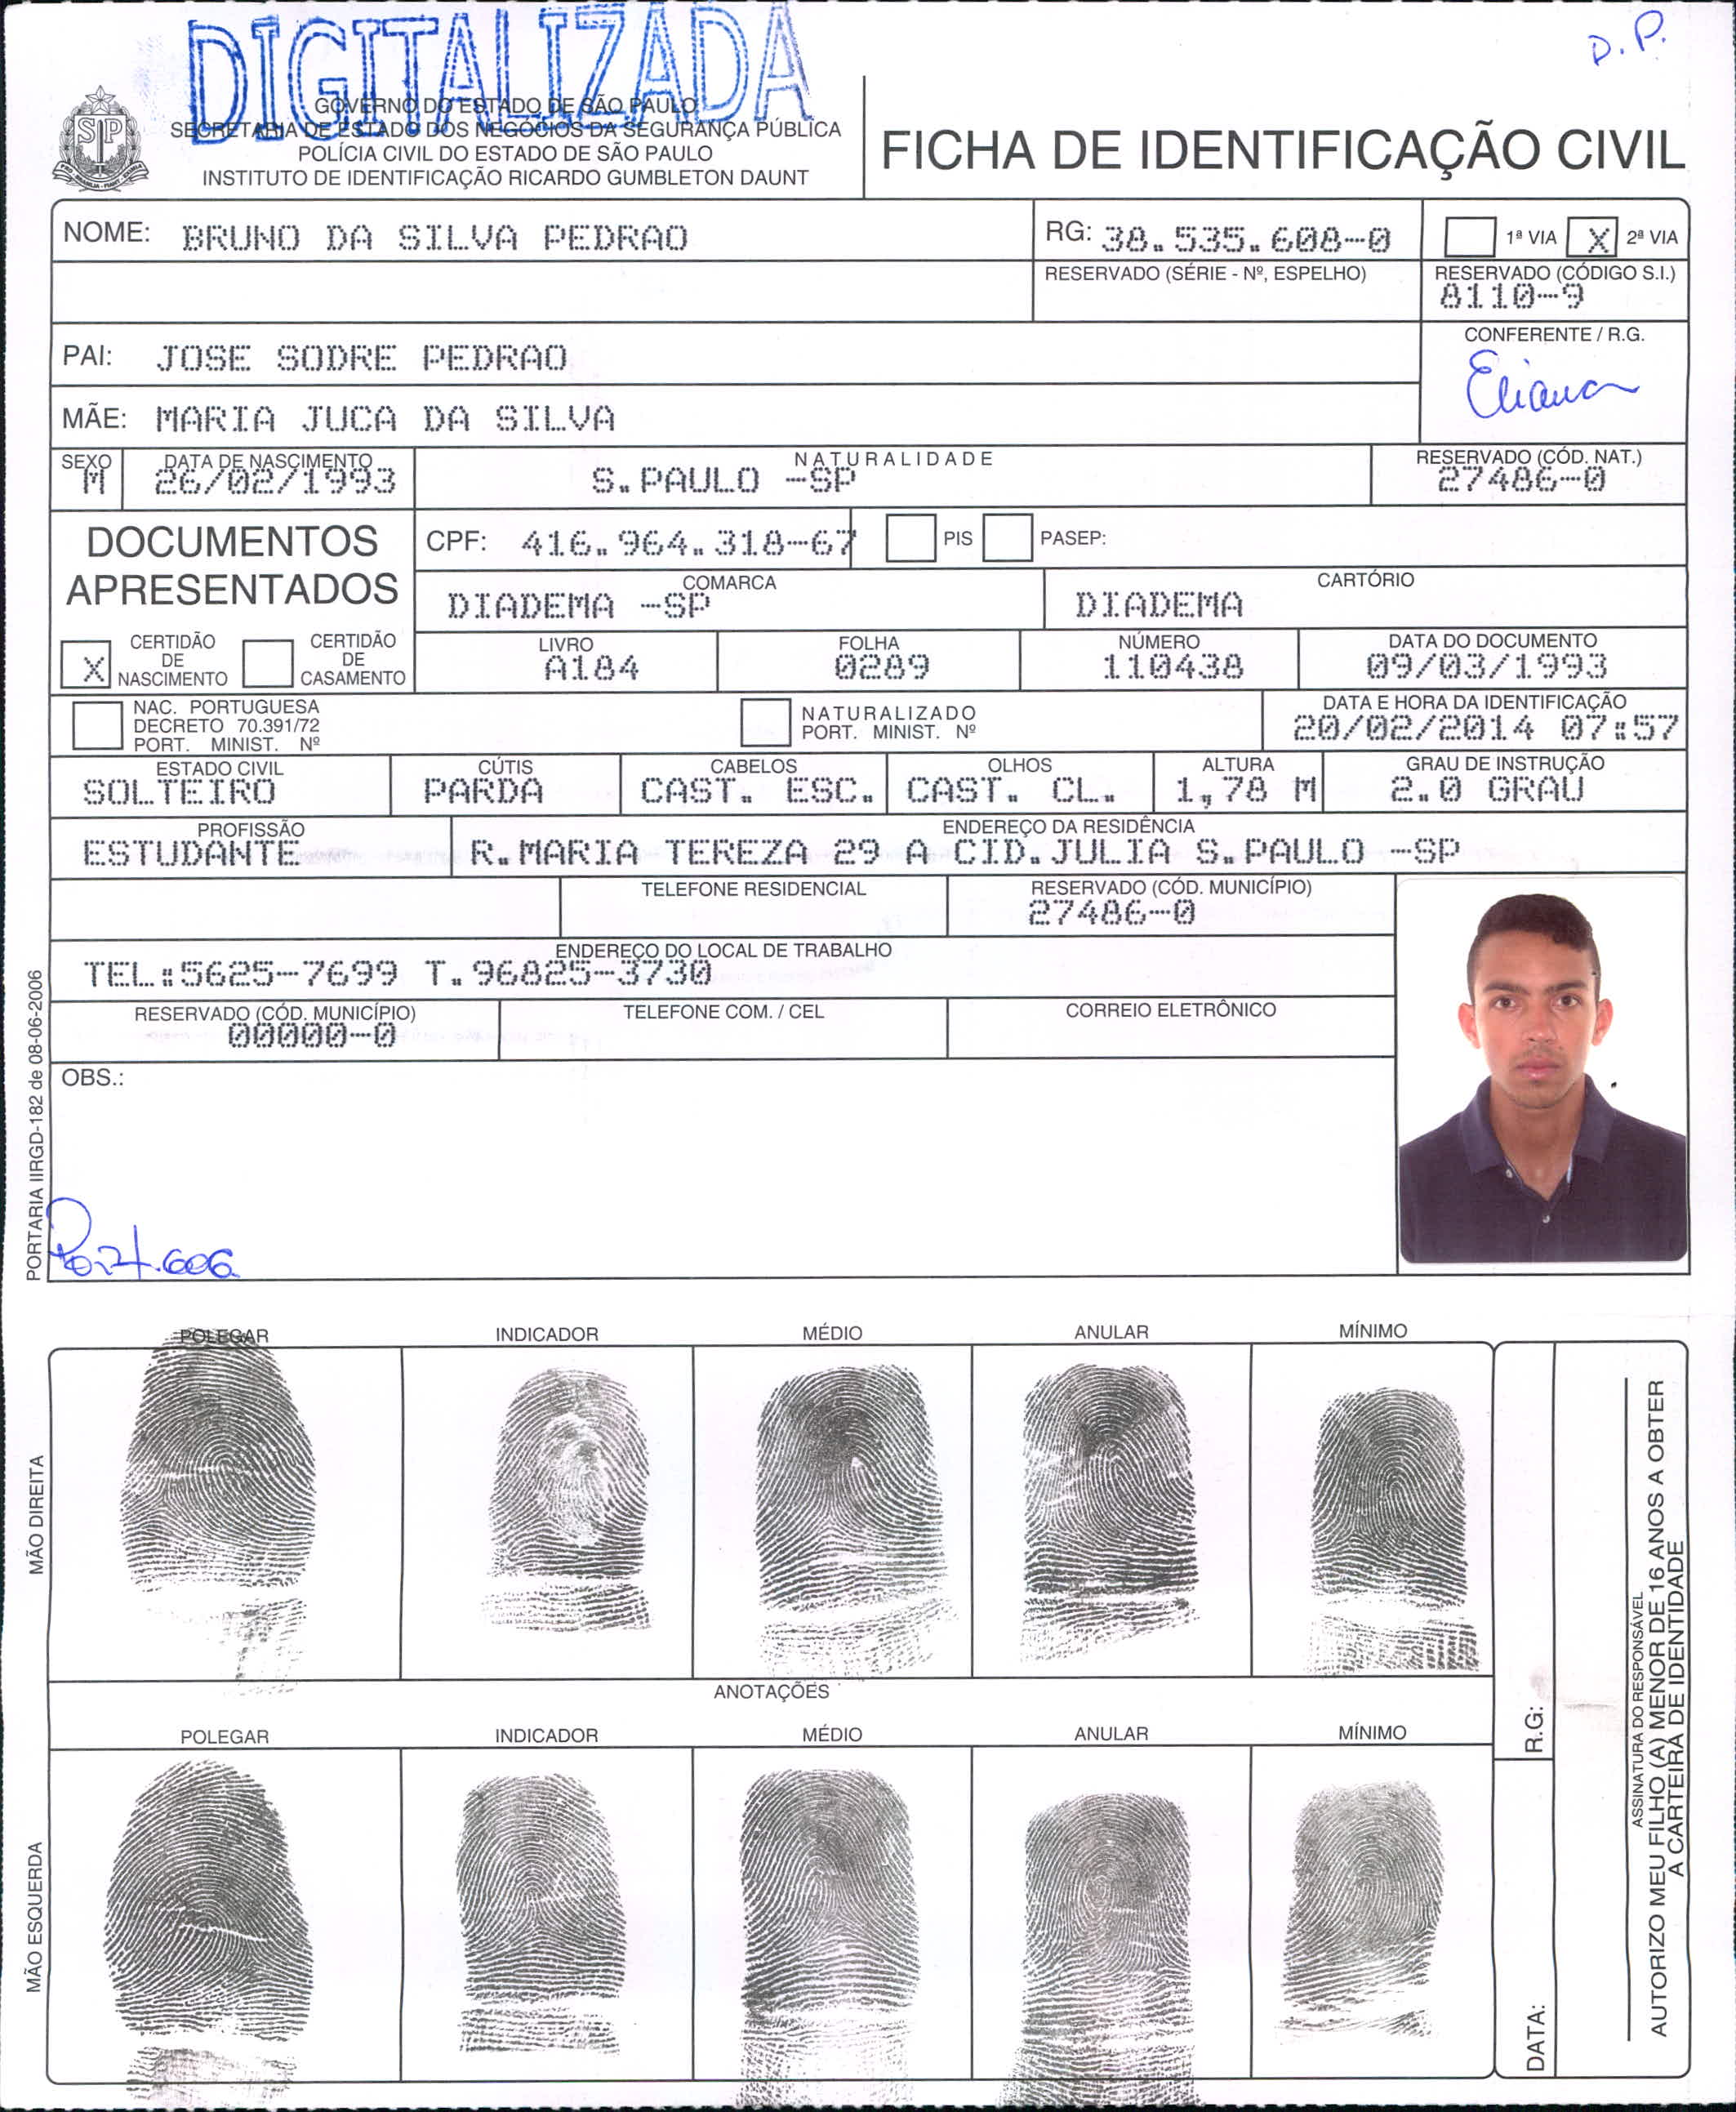 DIGITALIZADA
D.P.
GOVERNO DO ESTADO DE SÃO PAULO
SECRETARIA DE ESTADO DOS NEGÓCIOS DA SEGURANÇA PÚBLICA
POLÍCIA CIVIL DO ESTADO DE SÃO PAULO
INSTITUTO DE IDENTIFICAÇÃO RICARDO GUMBLETON DAUNT
FICHA DE IDENTIFICAÇÃO CIVIL
NOME: BRUNO DA SILVA PEDRAO
RG: 38.535.608-0
1ª VIA X 2ª VIA
RESERVADO (SÉRIE - Nº, ESPELHO)
RESERVADO (CÓDIGO S.I.)
8110-9
PAI: JOSE SODRE PEDRAO
CONFERENTE / R.G.
Eliana
MÃE: MARIA JUCA DA SILVA
SEXO
M
DATA DE NASCIMENTO
26/02/1993
NATURALIDADE
S.PAULO -SP
RESERVADO (CÓD. NAT.)
27486-0
DOCUMENTOS
APRESENTADOS
CPF: 416.964.318-67
PIS
PASEP:
COMARCA
DIADEMA -SP
CARTÓRIO
DIADEMA
X CERTIDÃO
DE
NASCIMENTO
CERTIDÃO
DE
CASAMENTO
LIVRO
A184
FOLHA
0289
NÚMERO
110438
DATA DO DOCUMENTO
09/03/1993
NAC. PORTUGUESA
DECRETO 70.391/72
PORT. MINIST. Nº
NATURALIZADO
PORT. MINIST. Nº
DATA E HORA DA IDENTIFICAÇÃO
20/02/2014 07:57
ESTADO CIVIL
SOLTEIRO
CÚTIS
PARDA
CABELOS
CAST. ESC.
OLHOS
CAST. CL.
ALTURA
1,78 M
GRAU DE INSTRUÇÃO
2.0 GRAU
PROFISSÃO
ESTUDANTE
ENDEREÇO DA RESIDÊNCIA
R.MARIA TEREZA 29 A CID.JULIA S.PAULO -SP
TELEFONE RESIDENCIAL
RESERVADO (CÓD. MUNICÍPIO)
27486-0
ENDEREÇO DO LOCAL DE TRABALHO
TEL.:5625-7699 T.96825-3730
RESERVADO (CÓD. MUNICÍPIO)
00000-0
TELEFONE COM. / CEL
CORREIO ELETRÔNICO
OBS.:
Port.606
PORTARIA IIRGD-182 de 08-06-2006
POLEGAR
INDICADOR
MÉDIO
ANULAR
MÍNIMO
MÃO DIREITA
ANOTAÇÕES
POLEGAR
INDICADOR
MÉDIO
ANULAR
MÍNIMO
MÃO ESQUERDA
R.G:
DATA:
ASSINATURA DO RESPONSÁVEL
AUTORIZO MEU FILHO (A) MENOR DE 16 ANOS A OBTER
A CARTEIRA DE IDENTIDADE